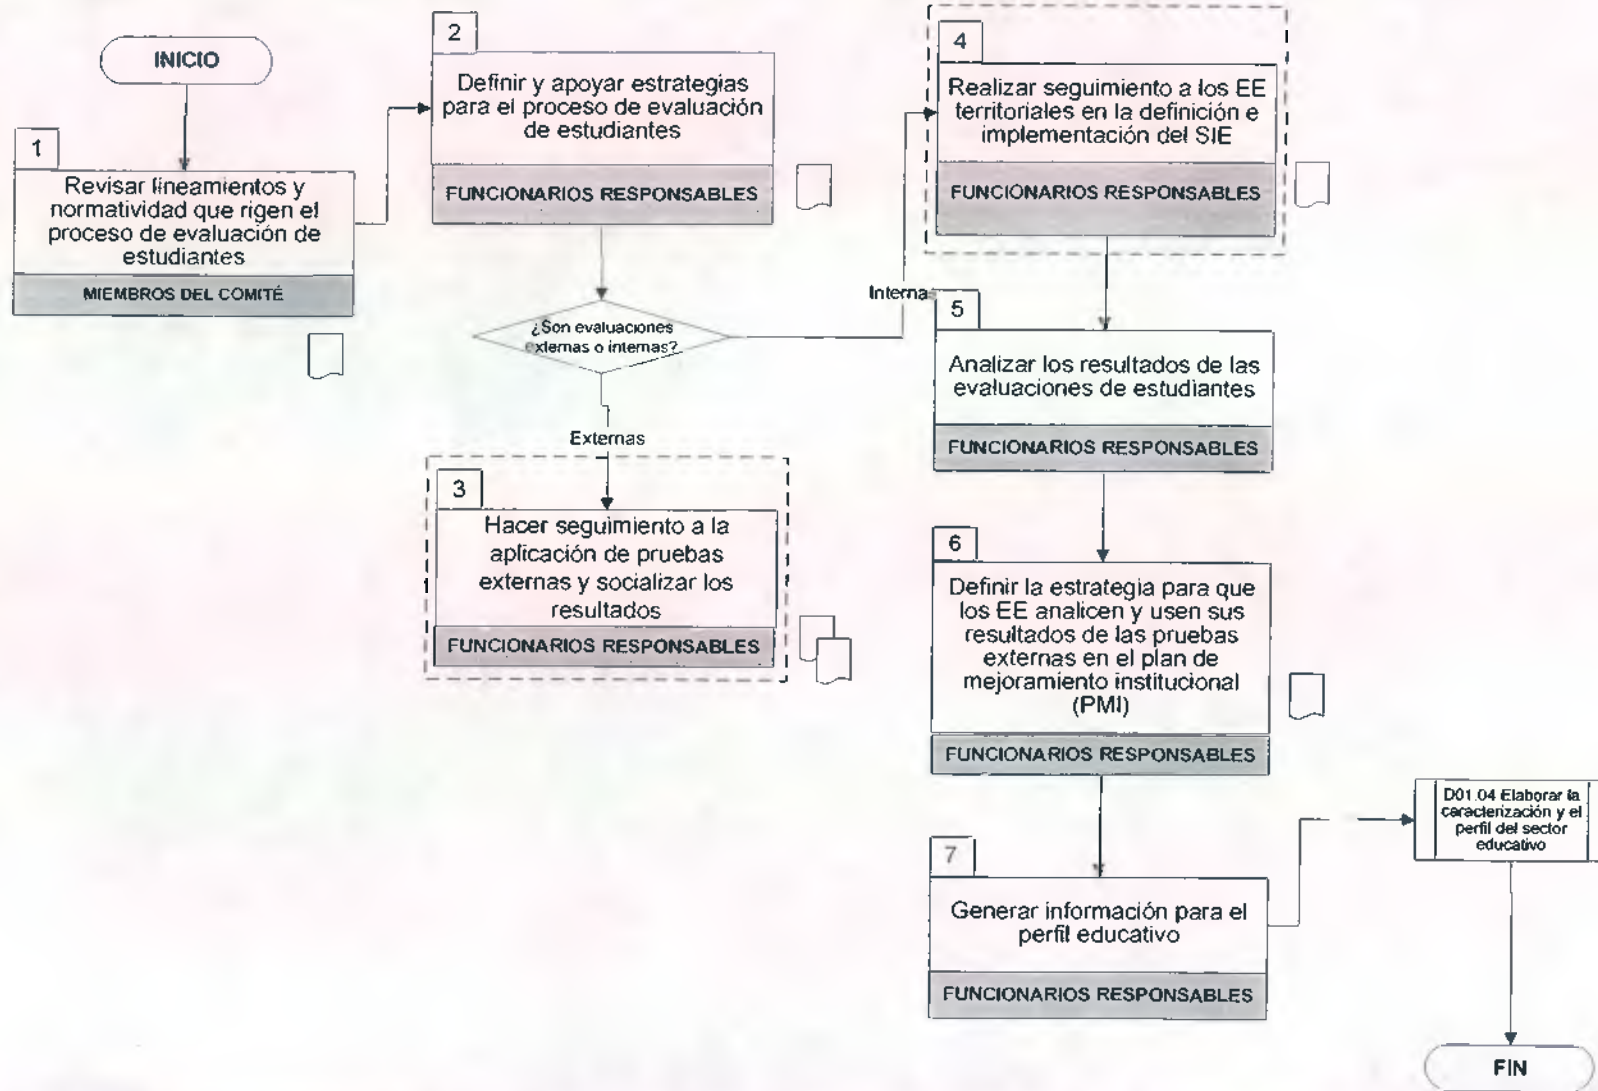 INICIO
1
Revisar lineamientos y
normatividad que rigen el
proceso de evaluación de
estudiantes
MIEMBROS DEL COMITÉ
2
Definir y apoyar estrategias
para el proceso de evaluación
de estudiantes
FUNCIONARIOS RESPONSABLES
¿Son evaluaciones
externas o internas?
Externas
3
Hacer seguimiento a la
aplicación de pruebas
externas y socializar los
resultados
FUNCIONARIOS RESPONSABLES
Internas
4
Realizar seguimiento a los EE
territoriales en la definición e
implementación del SIE
FUNCIONARIOS RESPONSABLES
5
Analizar los resultados de las
evaluaciones de estudiantes
FUNCIONARIOS RESPONSABLES
6
Definir la estrategia para que
los EE analicen y usen sus
resultados de las pruebas
externas en el plan de
mejoramiento institucional
(PMI)
FUNCIONARIOS RESPONSABLES
7
Generar información para el
perfil educativo
FUNCIONARIOS RESPONSABLES
D01.04 Elaborar la
caracterización y el
perfil del sector
educativo
FIN